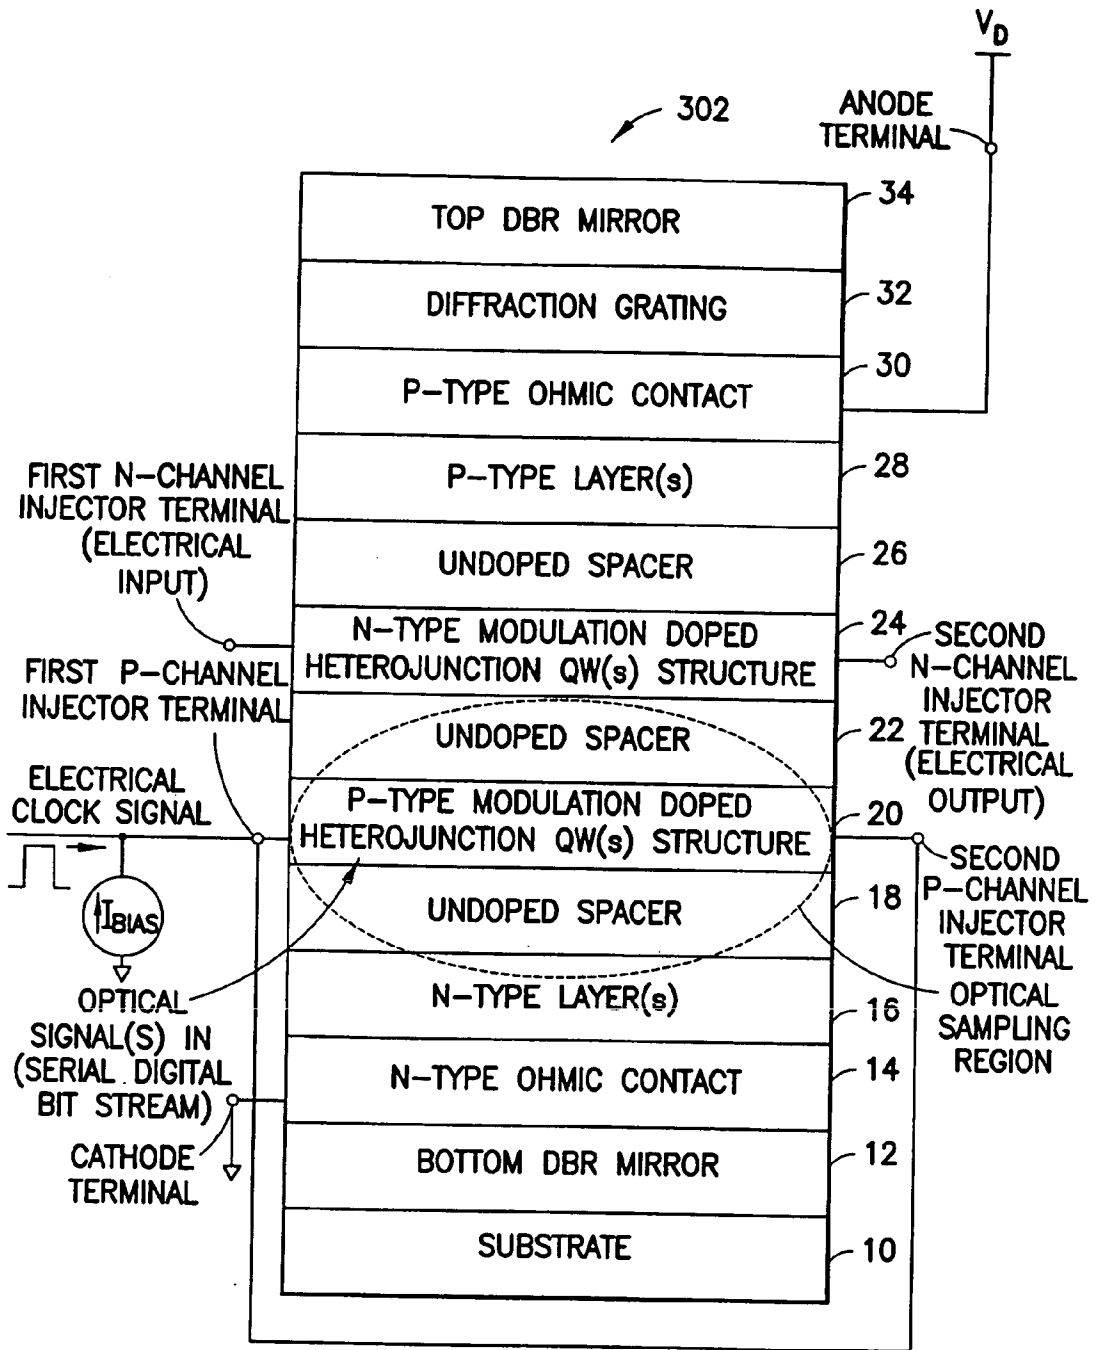 V_D
302
ANODE
TERMINAL
TOP DBR MIRROR
34
DIFFRACTION GRATING
32
P-TYPE OHMIC CONTACT
30
P-TYPE LAYER(s)
28
FIRST N-CHANNEL
INJECTOR TERMINAL
(ELECTRICAL
INPUT)
UNDOPED SPACER
26
N-TYPE MODULATION DOPED
HETEROJUNCTION QW(s) STRUCTURE
24
SECOND
N-CHANNEL
INJECTOR
TERMINAL
(ELECTRICAL
OUTPUT)
FIRST P-CHANNEL
INJECTOR TERMINAL
UNDOPED SPACER
22
ELECTRICAL
CLOCK SIGNAL
P-TYPE MODULATION DOPED
HETEROJUNCTION QW(s) STRUCTURE
20
SECOND
P-CHANNEL
INJECTOR
TERMINAL
I_BIAS
UNDOPED SPACER
18
OPTICAL
SIGNAL(S) IN
(SERIAL DIGITAL
BIT STREAM)
N-TYPE LAYER(s)
16
OPTICAL
SAMPLING
REGION
N-TYPE OHMIC CONTACT
14
CATHODE
TERMINAL
BOTTOM DBR MIRROR
12
SUBSTRATE
10